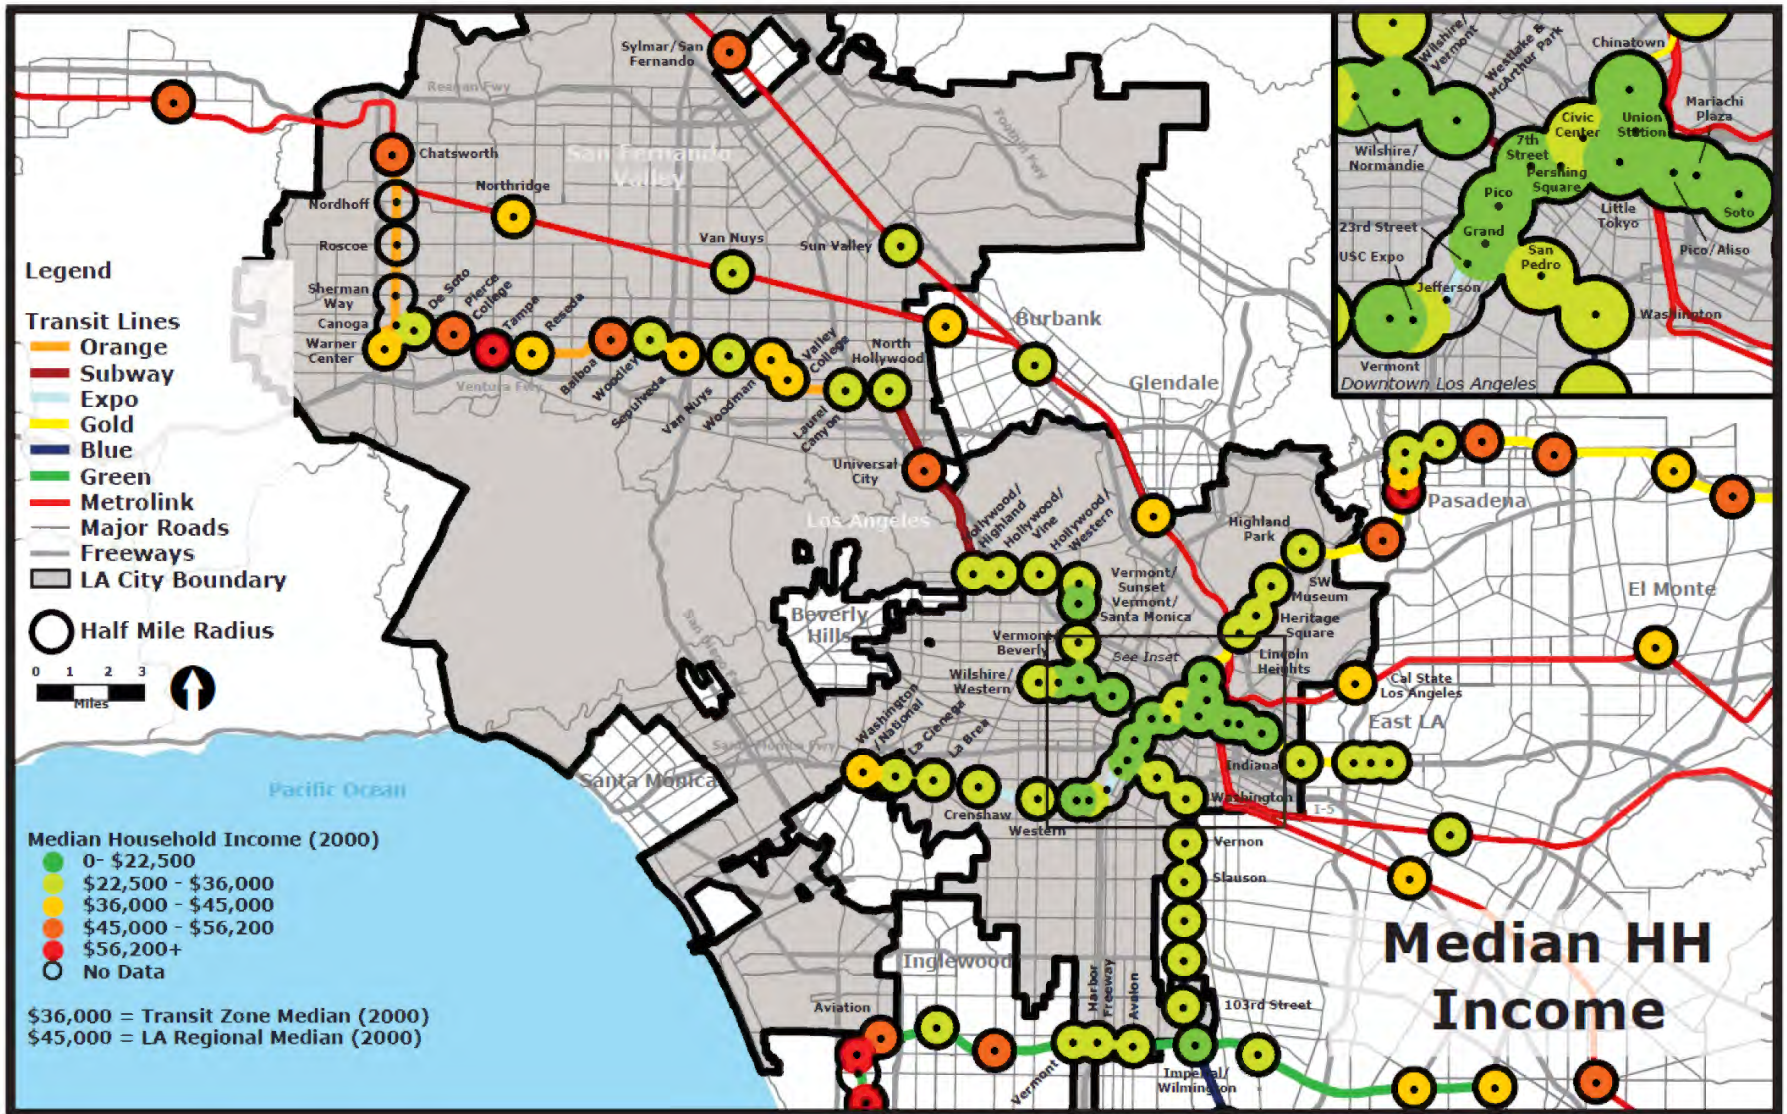 Sylmar/San
Fernando
Reagan Fwy
Foothill Fwy
Chatsworth
San Fernando
Valley
Northridge
Nordhoff
Roscoe
Van Nuys
Sun Valley
Sherman
Way
De Soto
Pierce
College
Tampa
Reseda
Canoga
Warner
Center
Ventura Fwy
Balboa
Woodley
Sepulveda
Van Nuys
Woodman
Valley
College
Laurel
Canyon
North
Hollywood
Burbank
Glendale
Universal
City
Los Angeles
Hollywood/
Highland
Hollywood/
Vine
Hollywood/
Western
Vermont/
Sunset
Vermont/
Santa Monica
Vermont/
Beverly
Wilshire/
Western
See Inset
Highland
Park
SW
Museum
Heritage
Square
Lincoln
Heights
Pasadena
El Monte
Cal State
Los Angeles
East LA
Indiana
I-5
Beverly
Hills
San Diego Fwy
Santa Monica Fwy
Santa Monica
Washington
/National
La Cienega
La Brea
Crenshaw
Western
Washington
Vernon
Slauson
103rd Street
Inglewood
Harbor
Freeway
Avalon
Aviation
Vermont
Imperial/
Wilmington
Pacific Ocean
Legend
Transit Lines
Orange
Subway
Expo
Gold
Blue
Green
Metrolink
Major Roads
Freeways
LA City Boundary
Half Mile Radius
0 1 2 3
Miles
Median Household Income (2000)
0- $22,500
$22,500 - $36,000
$36,000 - $45,000
$45,000 - $56,200
$56,200+
No Data
$36,000 = Transit Zone Median (2000)
$45,000 = LA Regional Median (2000)
Wilshire/
Vermont
Westlake &
McArthur Park
Chinatown
Mariachi
Plaza
Civic
Center
Union
Station
Wilshire/
Normandie
7th
Street
Pershing
Square
Pico
Little
Tokyo
Soto
Pico/Aliso
23rd Street
Grand
San
Pedro
USC Expo
Jefferson
Washington
Vermont
Downtown Los Angeles
Median HH
Income